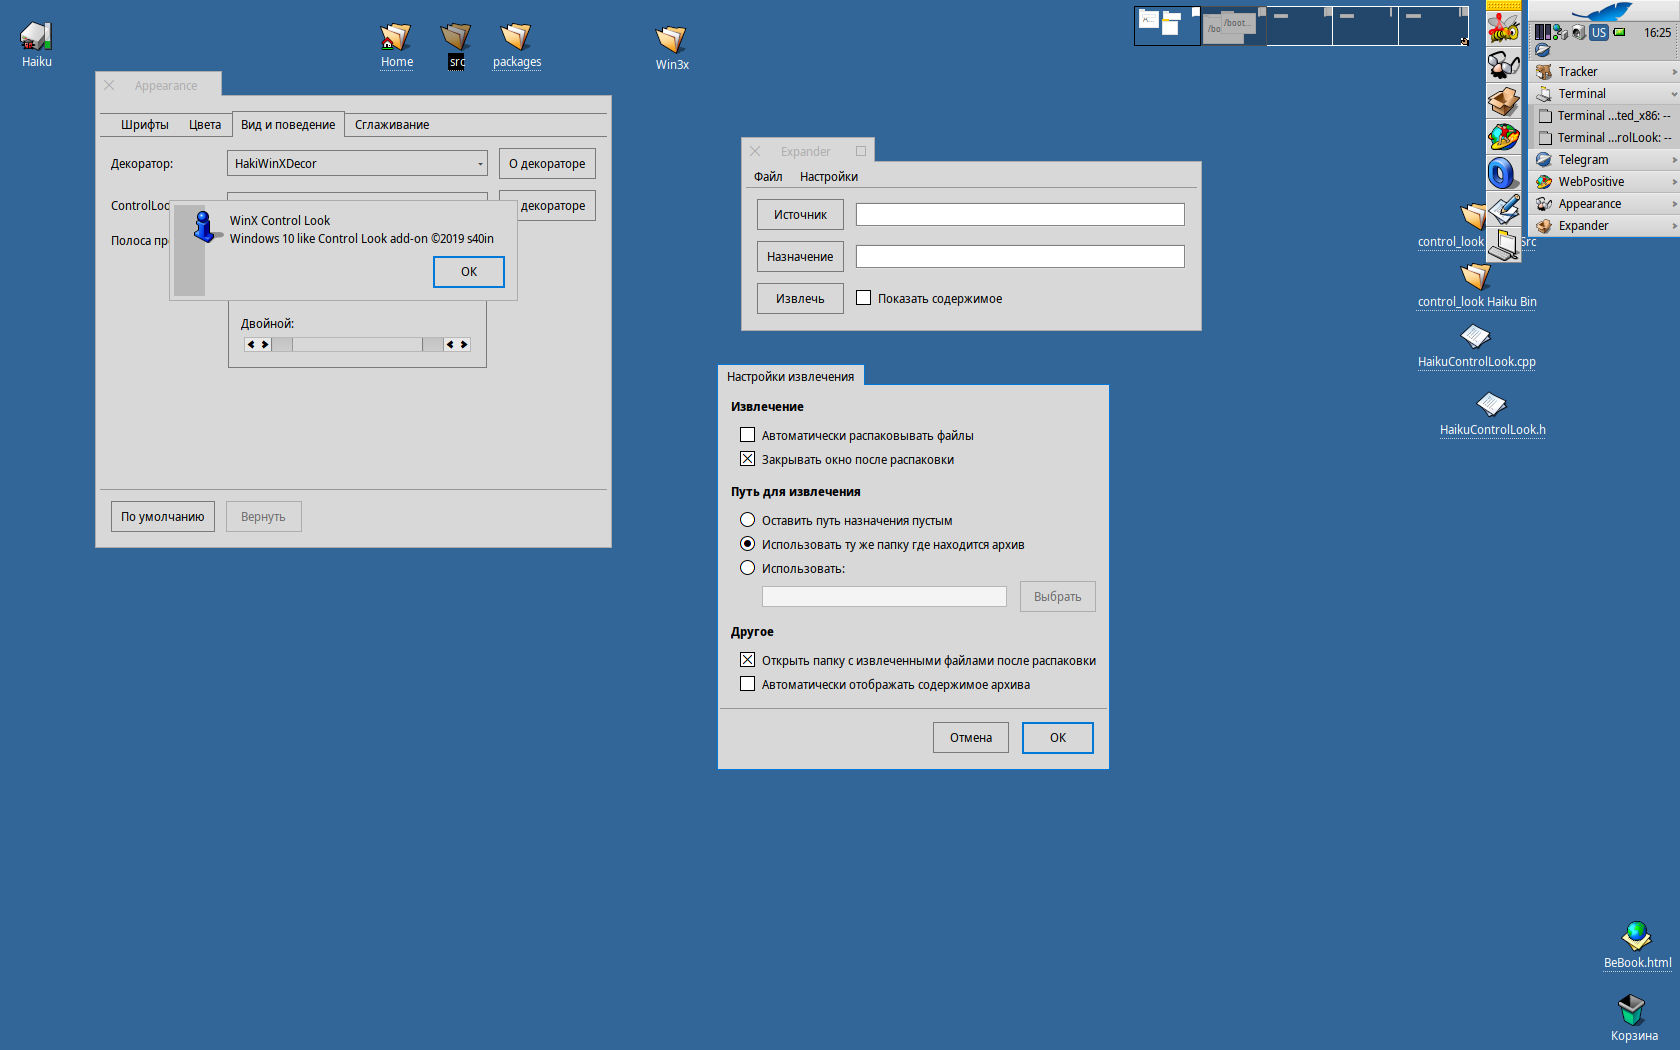 Haiku
Home
src
packages
Win3x
/boot...
/bo
US
16:25
Tracker
Terminal
Terminal ...ted_x86: --
Terminal ...rolLook: --
Telegram
WebPositive
Appearance
Expander
Appearance
Шрифты
Цвета
Вид и поведение
Сглаживание
Декоратор:
HakiWinXDecor
О декораторе
ControlLoo
декораторе
Полоса пр
WinX Control Look
Windows 10 like Control Look add-on ©2019 s40in
OK
Двойной:
По умолчанию
Вернуть
Expander
Файл
Настройки
Источник
Назначение
Извлечь
Показать содержимое
Настройки извлечения
Извлечение
Автоматически распаковывать файлы
Закрывать окно после распаковки
Путь для извлечения
Оставить путь назначения пустым
Использовать ту же папку где находится архив
Использовать:
Выбрать
Другое
Открыть папку с извлеченными файлами после распаковки
Автоматически отображать содержимое архива
Отмена
OK
control_look
Src
control_look Haiku Bin
HaikuControlLook.cpp
HaikuControlLook.h
BeBook.html
Корзина